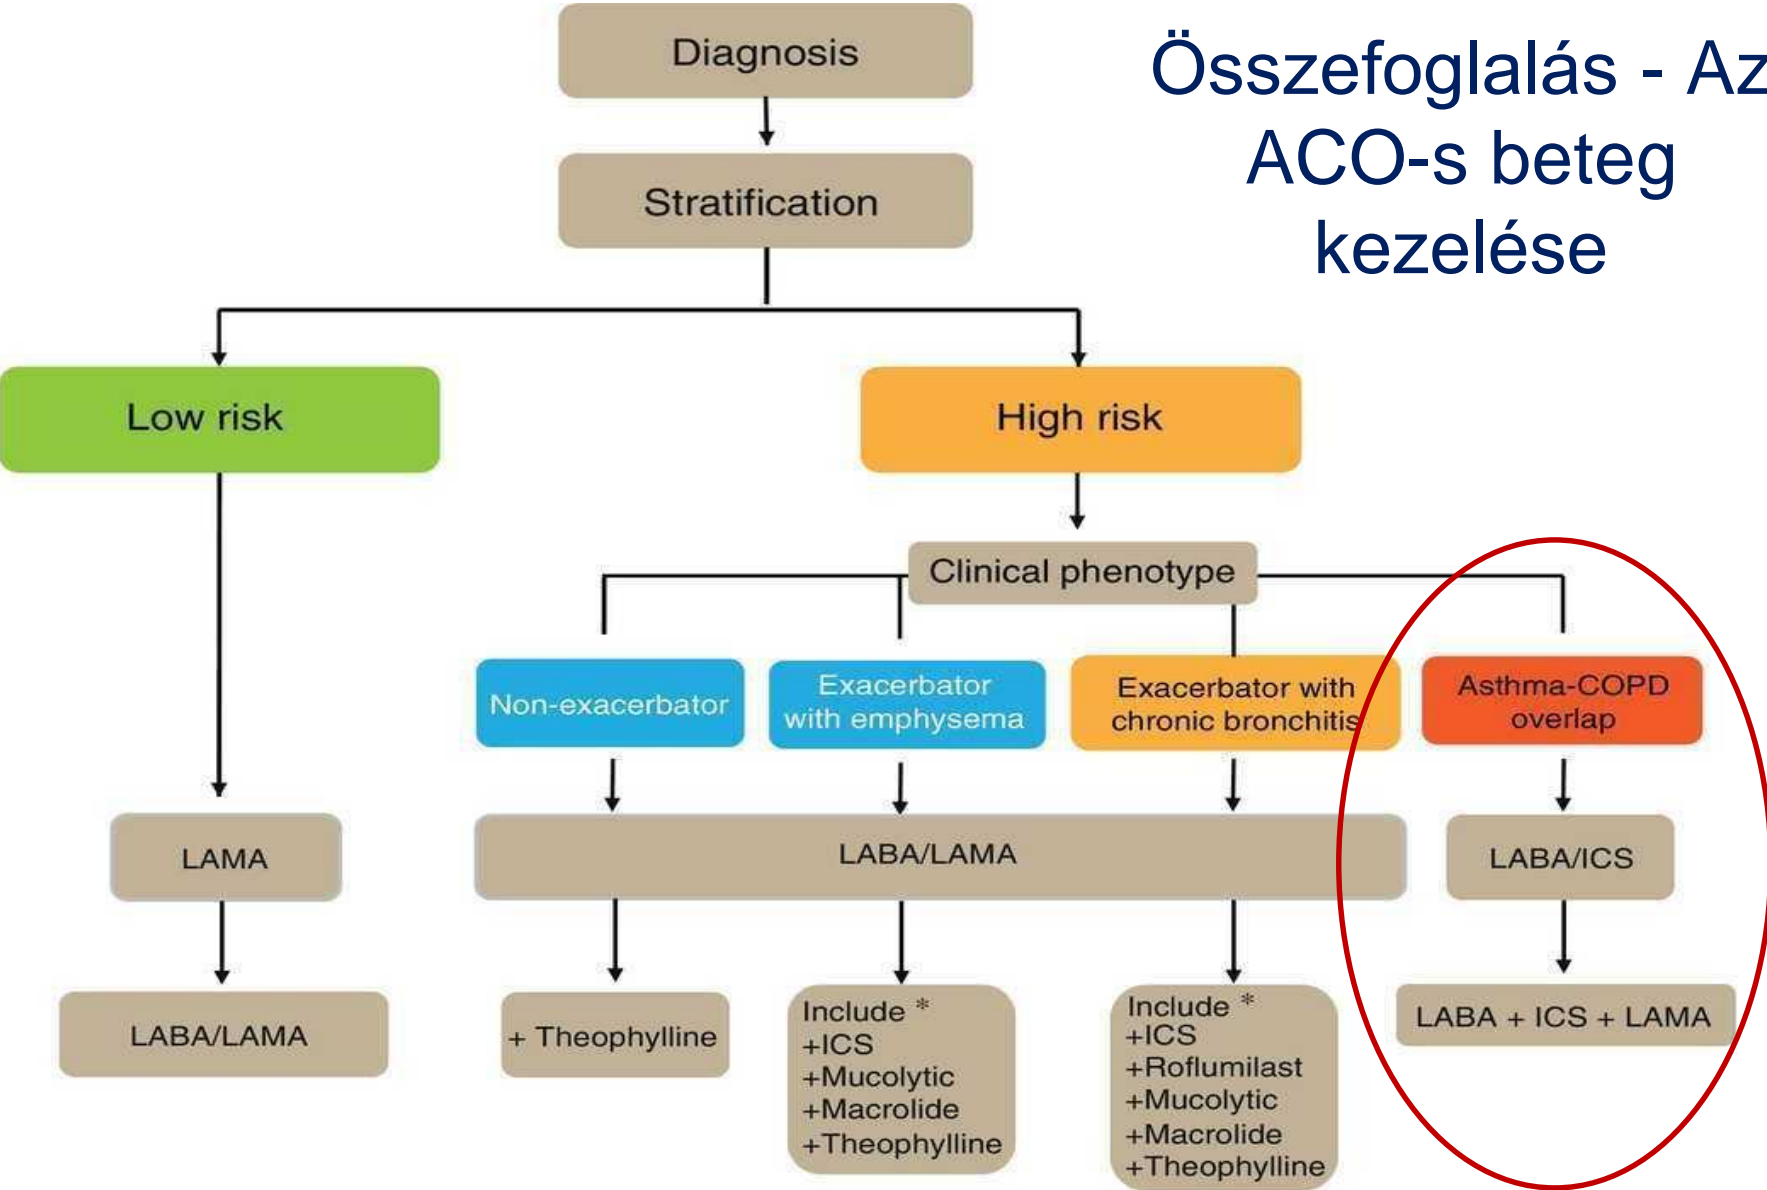 Összefoglalás - Az
ACO-s beteg
kezelése
Diagnosis
Stratification
Low risk
High risk
Clinical phenotype
Non-exacerbator
Exacerbator
with emphysema
Exacerbator with
chronic bronchitis
Asthma-COPD
overlap
LAMA
LABA/LAMA
LABA/ICS
LABA/LAMA
+ Theophylline
Include *
+ICS
+Mucolytic
+Macrolide
+Theophylline
Include *
+ICS
+Roflumilast
+Mucolytic
+Macrolide
+Theophylline
LABA + ICS + LAMA